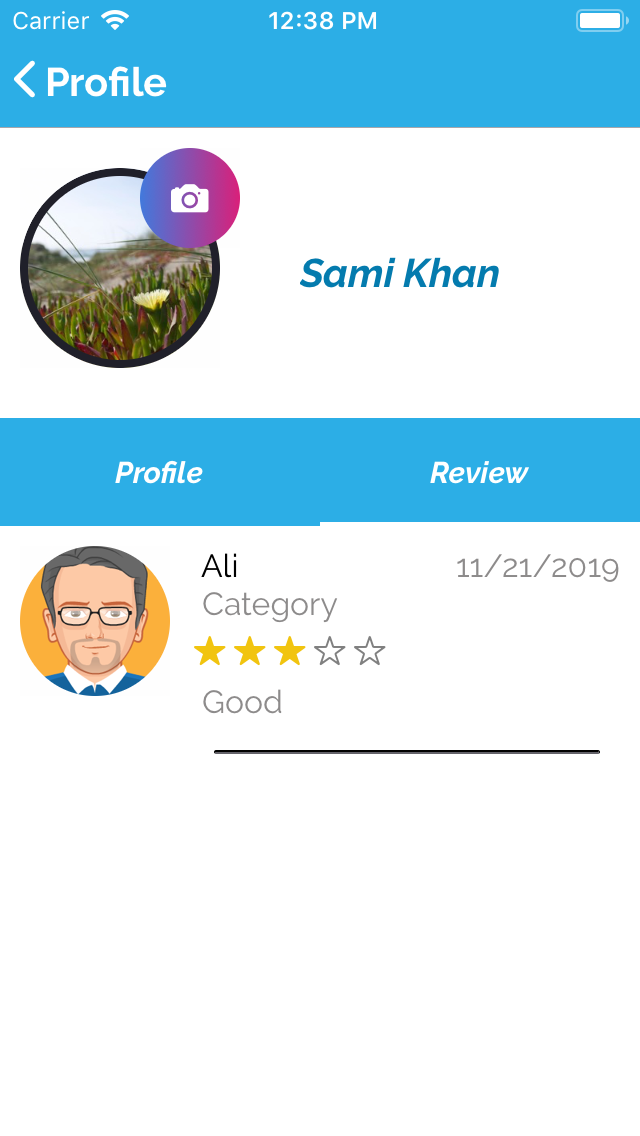 Carrier 12:38 PM
Profile
Sami Khan
Profile Review
Ali 11/21/2019
Category
Good